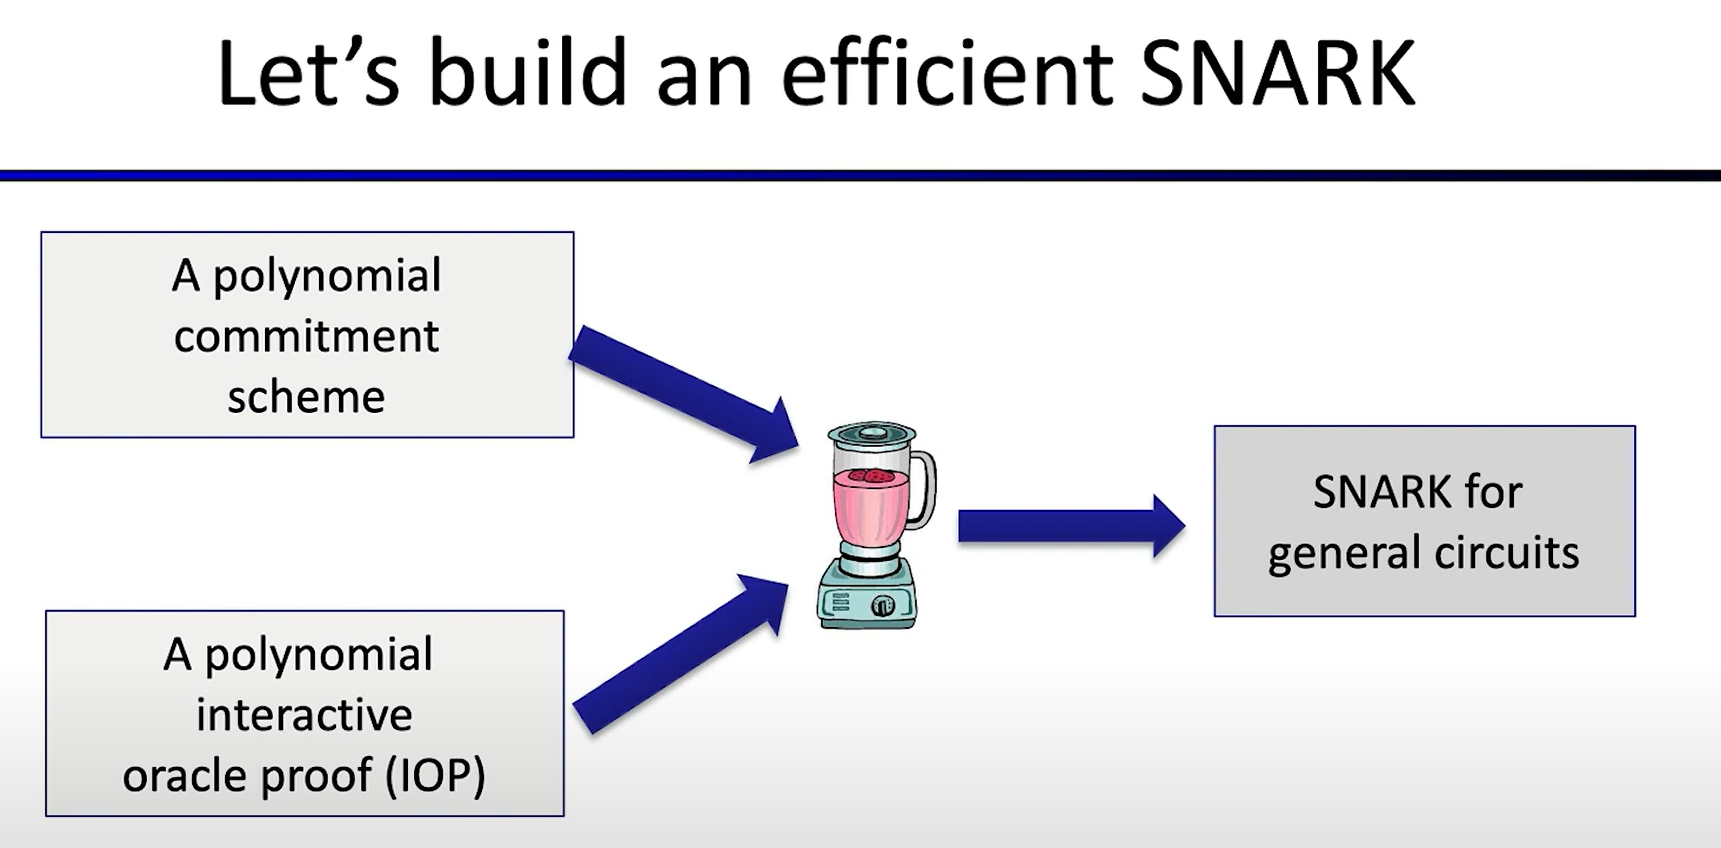 Let’s build an efficient SNARK
A polynomial
commitment
scheme
A polynomial
interactive
oracle proof (IOP)
SNARK for
general circuits